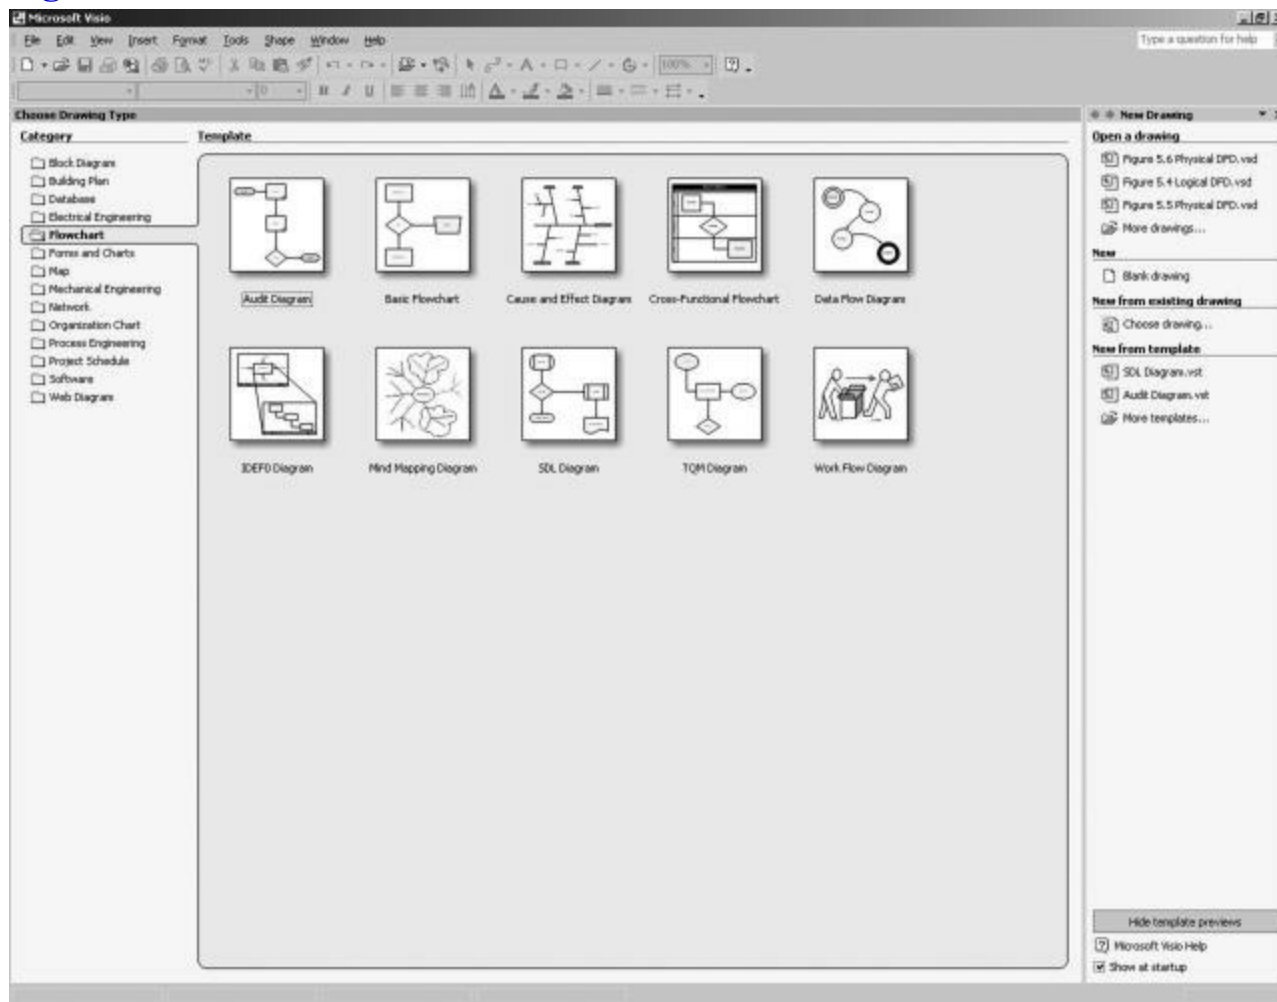 Microsoft Visio
File Edit View Insert Format Tools Shape Window Help
Type a question for help
100%
0
B I U
Choose Drawing Type
Category
Template
Block Diagram
Building Plan
Database
Electrical Engineering
Flowchart
Forms and Charts
Map
Mechanical Engineering
Network
Organization Chart
Process Engineering
Project Schedule
Software
Web Diagram
Audit Diagram
Basic Flowchart
Cause and Effect Diagram
Cross-Functional Flowchart
Data Flow Diagram
IDEF0 Diagram
Mind Mapping Diagram
SDL Diagram
TQM Diagram
Work Flow Diagram
New Drawing
Open a drawing
Figure 5.6 Physical DFD.vsd
Figure 5.4 Logical DFD.vsd
Figure 5.5 Physical DFD.vsd
More drawings...
New
Blank drawing
New from existing drawing
Choose drawing...
New from template
SDL Diagram.vst
Audit Diagram.vst
More templates...
Hide template previews
Microsoft Visio Help
Show at startup